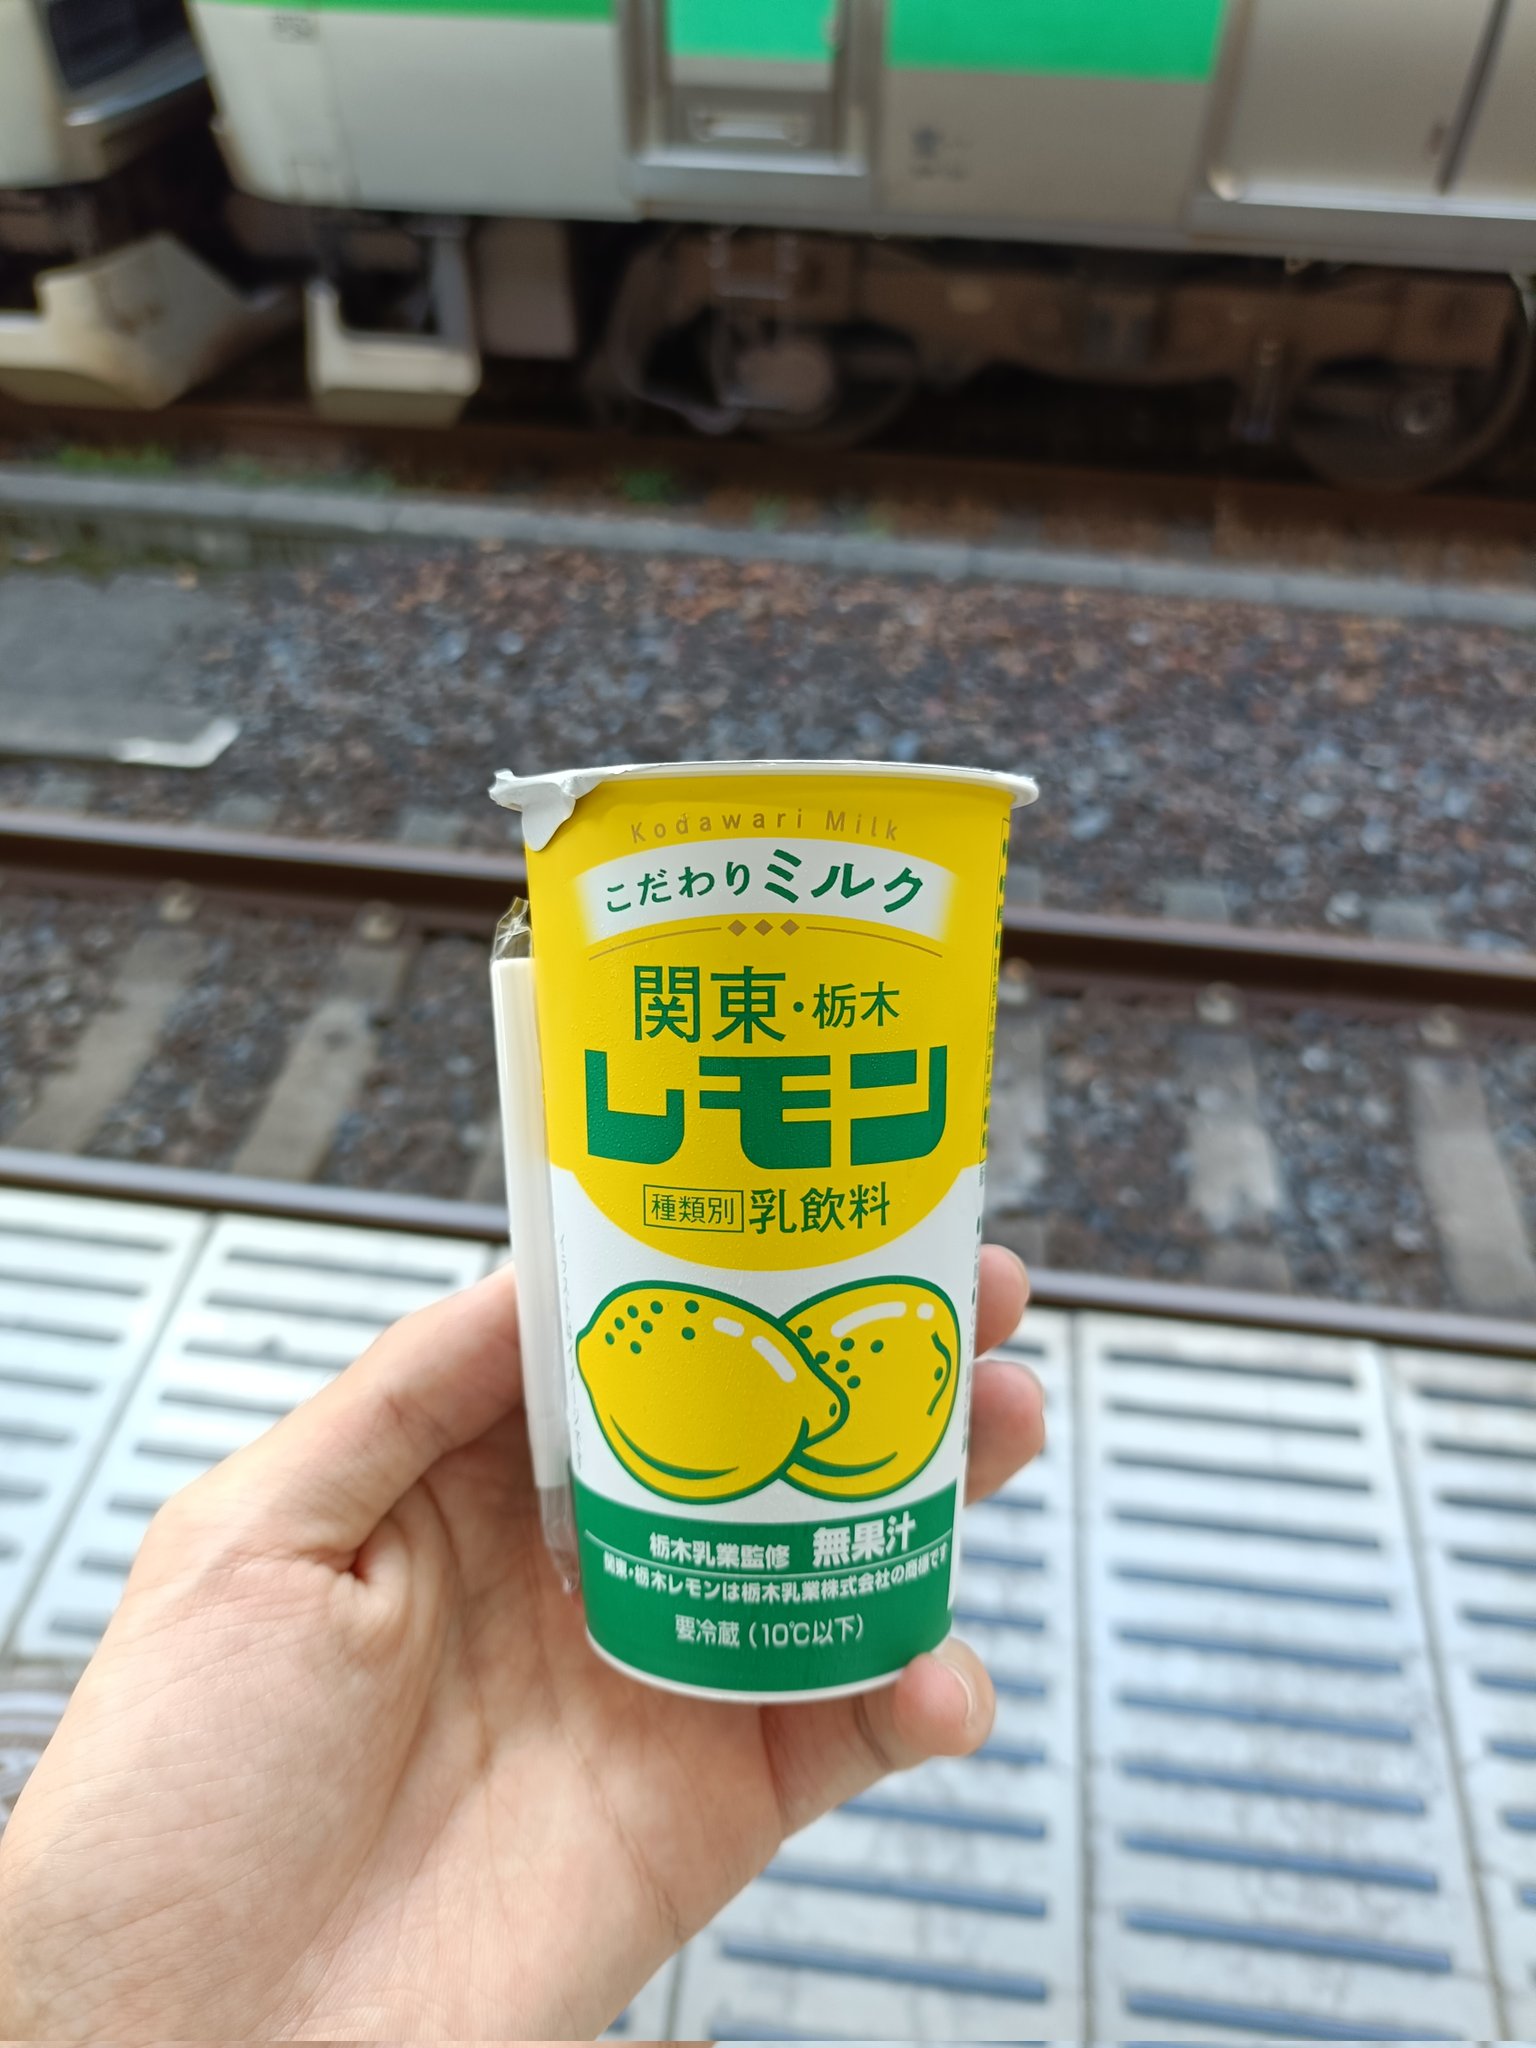 Kodawari Milk
こだわりミルク
関東・栃木
レモン
種類別 乳飲料
栃木乳業監修 無果汁
関東・栃木レモンは栃木乳業株式会社の商標です
要冷蔵(10℃以下)